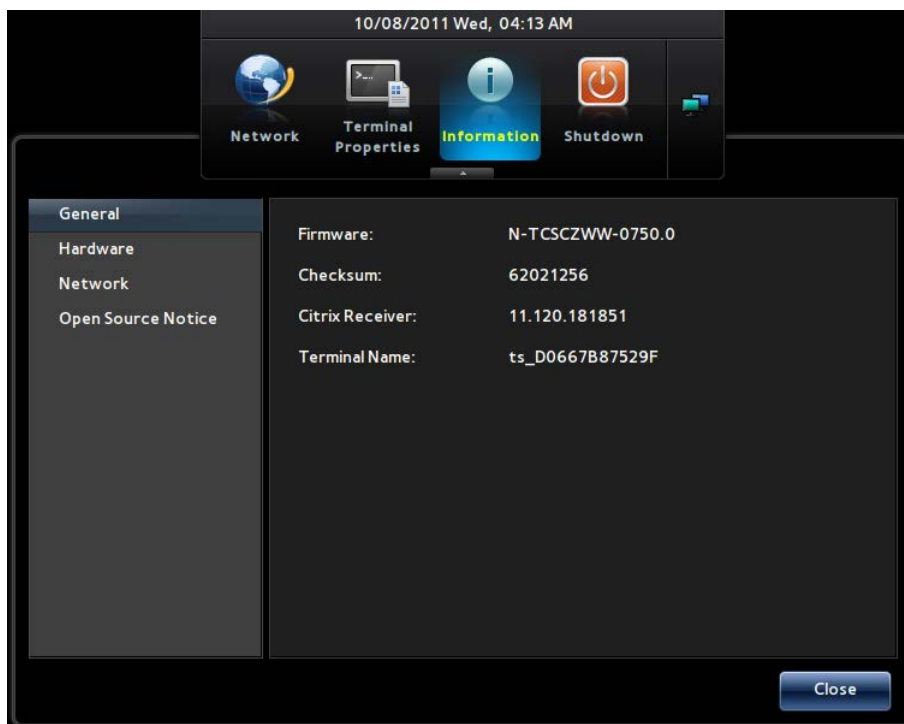 10/08/2011 Wed, 04:13 AM
Network
Terminal
Properties
Information
Shutdown
General
Hardware
Network
Open Source Notice
Firmware: N-TCSCZWW-0750.0
Checksum: 62021256
Citrix Receiver: 11.120.181851
Terminal Name: ts_D0667B87529F
Close